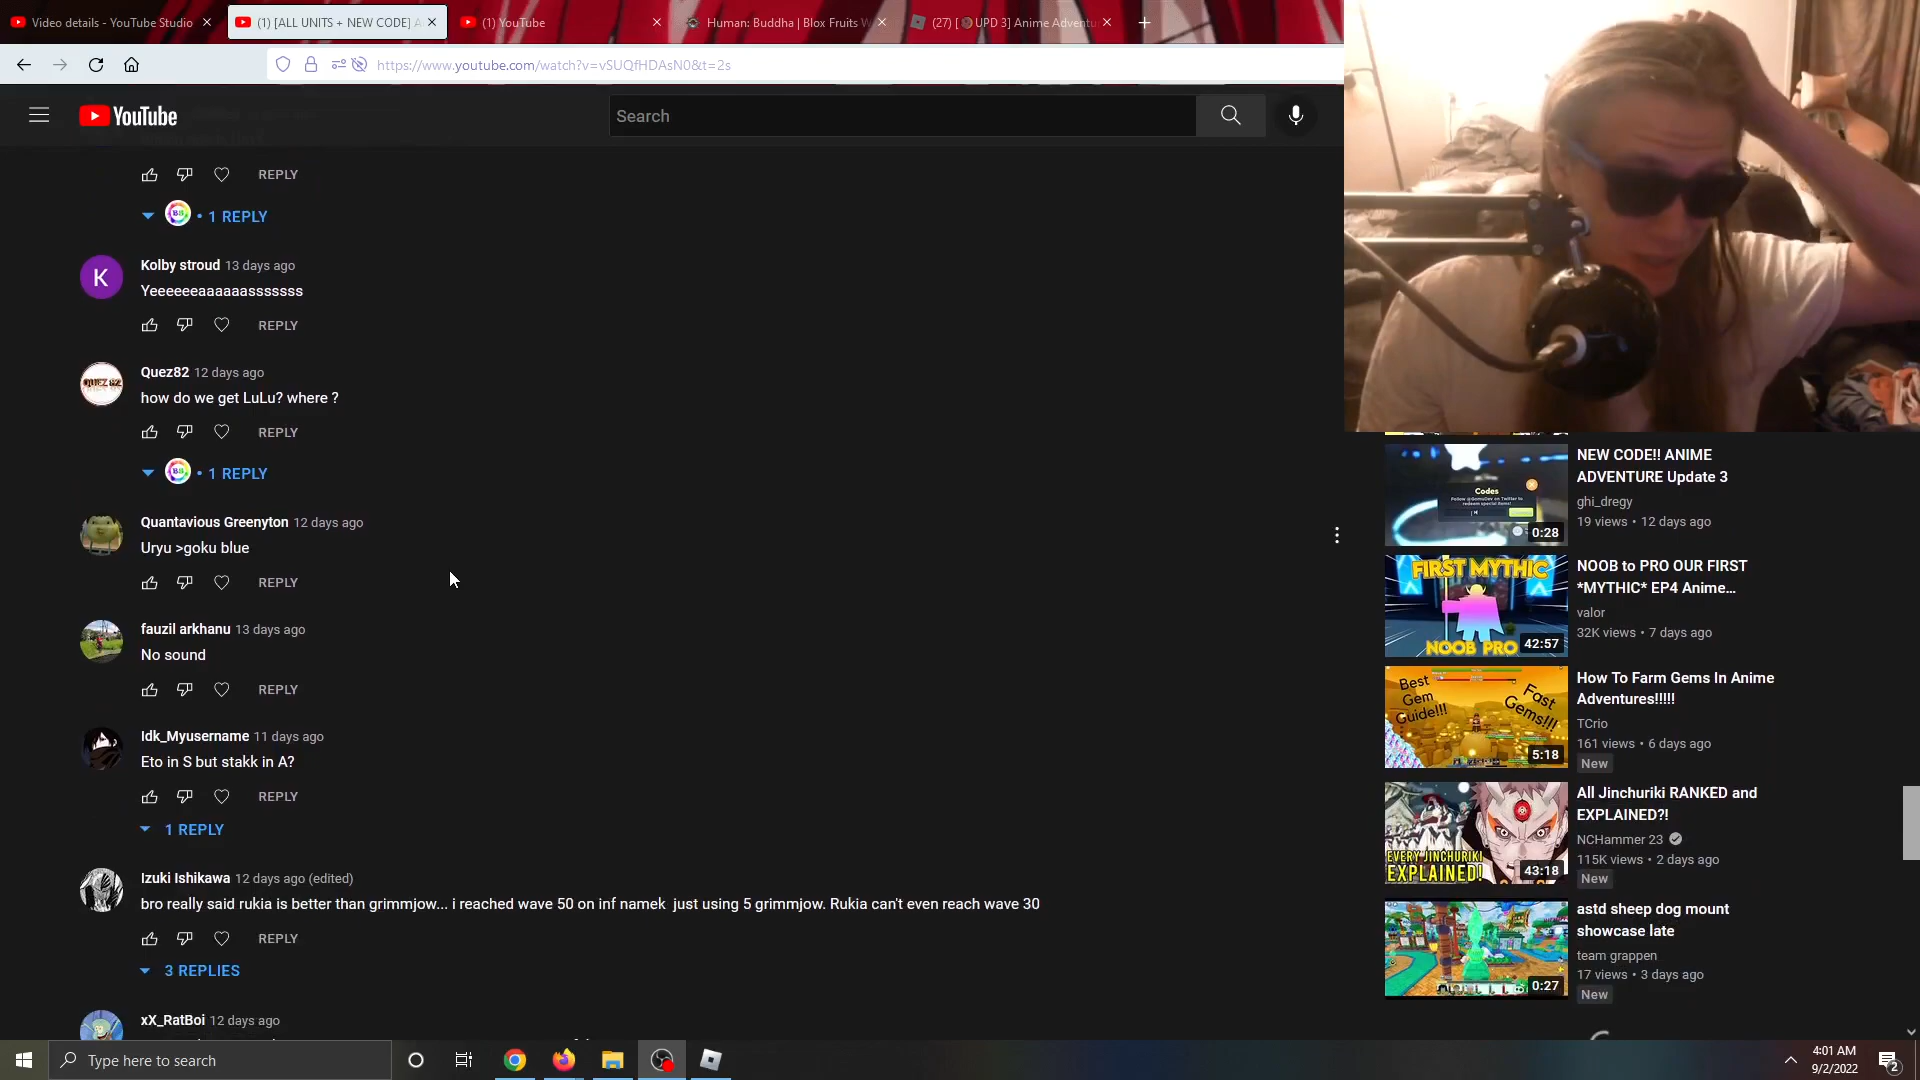 Video details - YouTube Studio
(1) [ALL UNITS + NEW CODE] A
(1) YouTube
Human: Buddha | Blox Fruits W
(27) [ UPD 3] Anime Adventu
https://www.youtube.com/watch?v=vSUQfHDAsN0&t=2s
YouTube
Search
REPLY
BB
• 1 REPLY
K
Kolby stroud 13 days ago
Yeeeeeeaaaaaasssssss
REPLY
QUEZ 82
Quez82 12 days ago
how do we get LuLu? where ?
REPLY
BB
• 1 REPLY
Quantavious Greenyton 12 days ago
Uryu >goku blue
REPLY
fauzil arkhanu 13 days ago
No sound
REPLY
Idk_Myusername 11 days ago
Eto in S but stakk in A?
REPLY
1 REPLY
Izuki Ishikawa 12 days ago (edited)
bro really said rukia is better than grimmjow... i reached wave 50 on inf namek just using 5 grimmjow. Rukia can't even reach wave 30
REPLY
3 REPLIES
xX_RatBoi 12 days ago
Codes
0:28
NEW CODE!! ANIME
ADVENTURE Update 3
ghi_dregy
19 views • 12 days ago
FIRST MYTHIC
NOOB PRO
42:57
NOOB to PRO OUR FIRST
*MYTHIC* EP4 Anime...
valor
32K views • 7 days ago
Best
Gem
Guide!!!
Fast
Gems!!!
5:18
How To Farm Gems In Anime
Adventures!!!!!
TCrio
161 views • 6 days ago
New
EVERY JINCHURIKI
EXPLAINED!
43:18
All Jinchuriki RANKED and
EXPLAINED?!
NCHammer 23
115K views • 2 days ago
New
0:27
astd sheep dog mount
showcase late
team grappen
17 views • 3 days ago
New
Type here to search
4:01 AM
9/2/2022
2